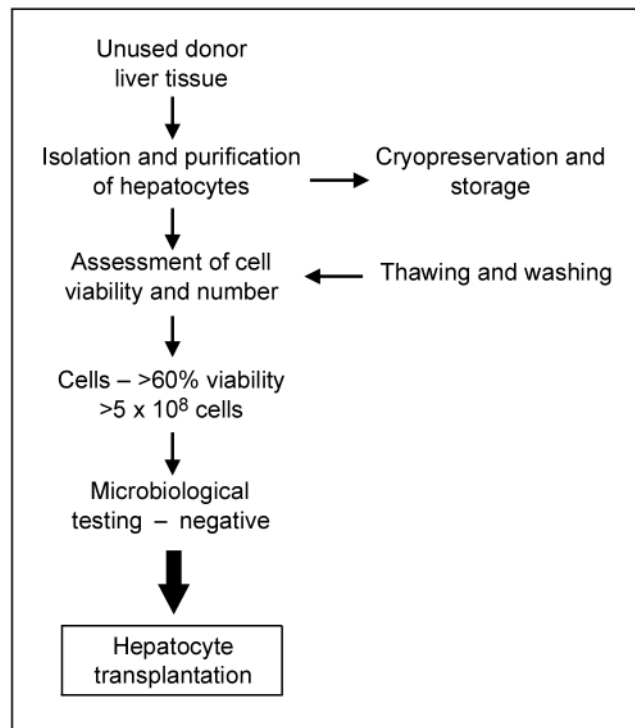 Unused donor
liver tissue
Isolation and purification
of hepatocytes
Cryopreservation and
storage
Assessment of cell
viability and number
Thawing and washing
Cells – >60% viability
>5 x 10⁸ cells
Microbiological
testing – negative
Hepatocyte
transplantation